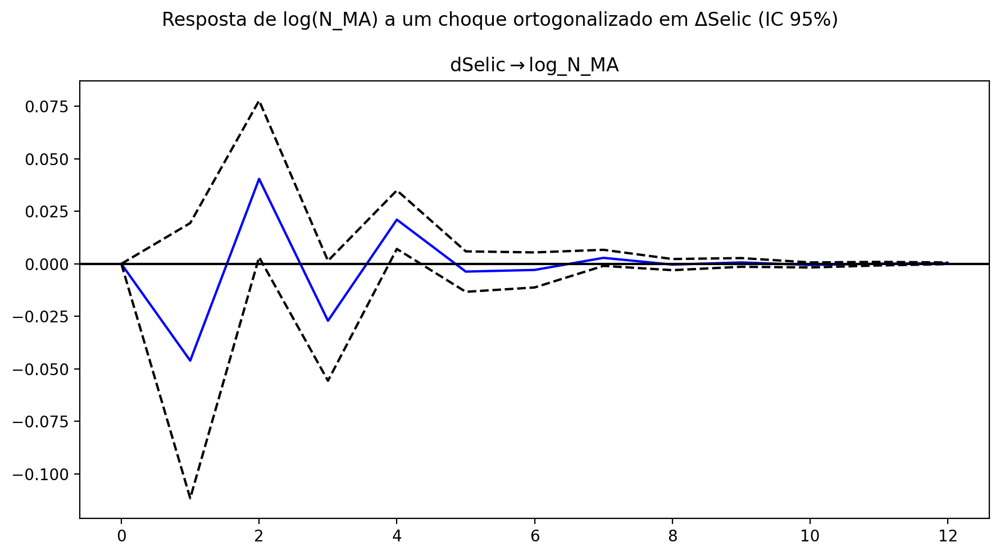 Resposta de log(N_MA) a um choque ortogonalizado em ΔSelic (IC 95%)
dSelic→log_N_MA
0.075
0.050
0.025
0.000
−0.025
−0.050
−0.075
−0.100
0 2 4 6 8 10 12